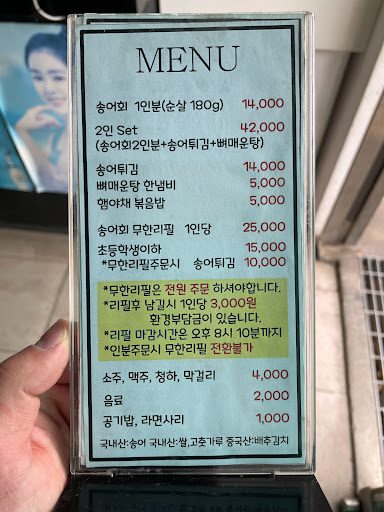 MENU
송어회 1인분(순살 180g) 14,000
2인 Set 42,000
(송어회2인분+송어튀김+뼈매운탕)
송어튀김 14,000
뼈매운탕 한냄비 5,000
햄야채 볶음밥 5,000
송어회 무한리필 1인당 25,000
초등학생이하 15,000
*무한리필주문시 송어튀김 10,000
*무한리필은 전원 주문 하셔야합니다.
*리필후 남길시 1인당 3,000원
환경부담금이 있습니다.
*리필 마감시간은 오후 8시 10분까지
*인분주문시 무한리필 전환불가
소주, 맥주, 청하, 막걸리 4,000
음료 2,000
공기밥, 라면사리 1,000
국내산:송어 국내산:쌀,고춧가루 중국산:배추김치